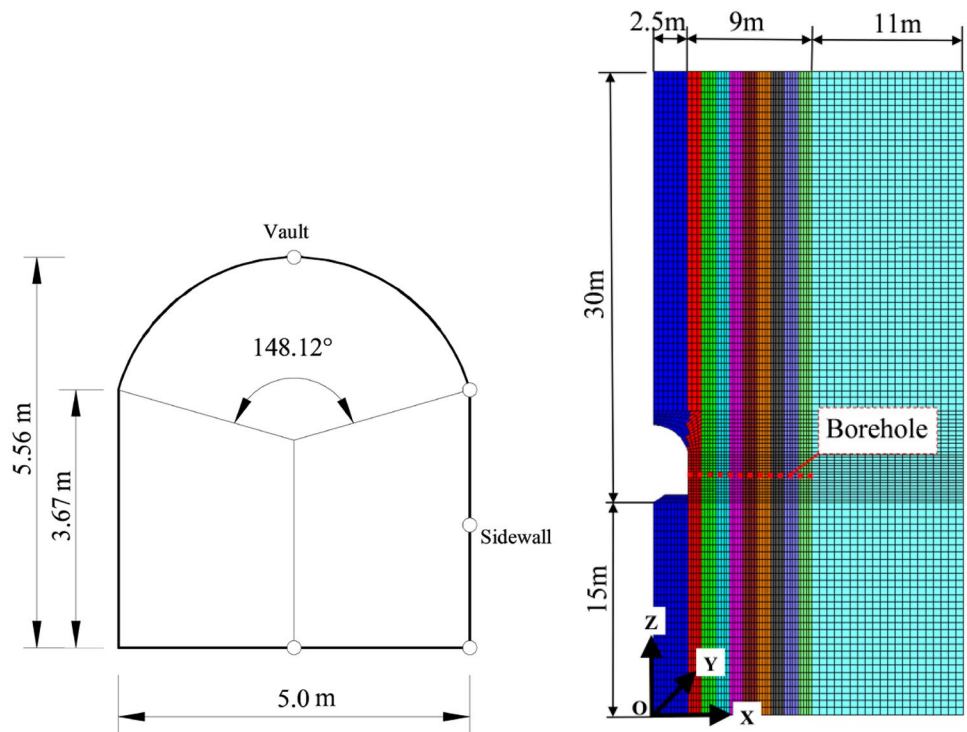 Vault
148.12°
5.56 m
3.67 m
Sidewall
5.0 m
2.5m
9m
11m
30m
Borehole
15m
Z
Y
O
X